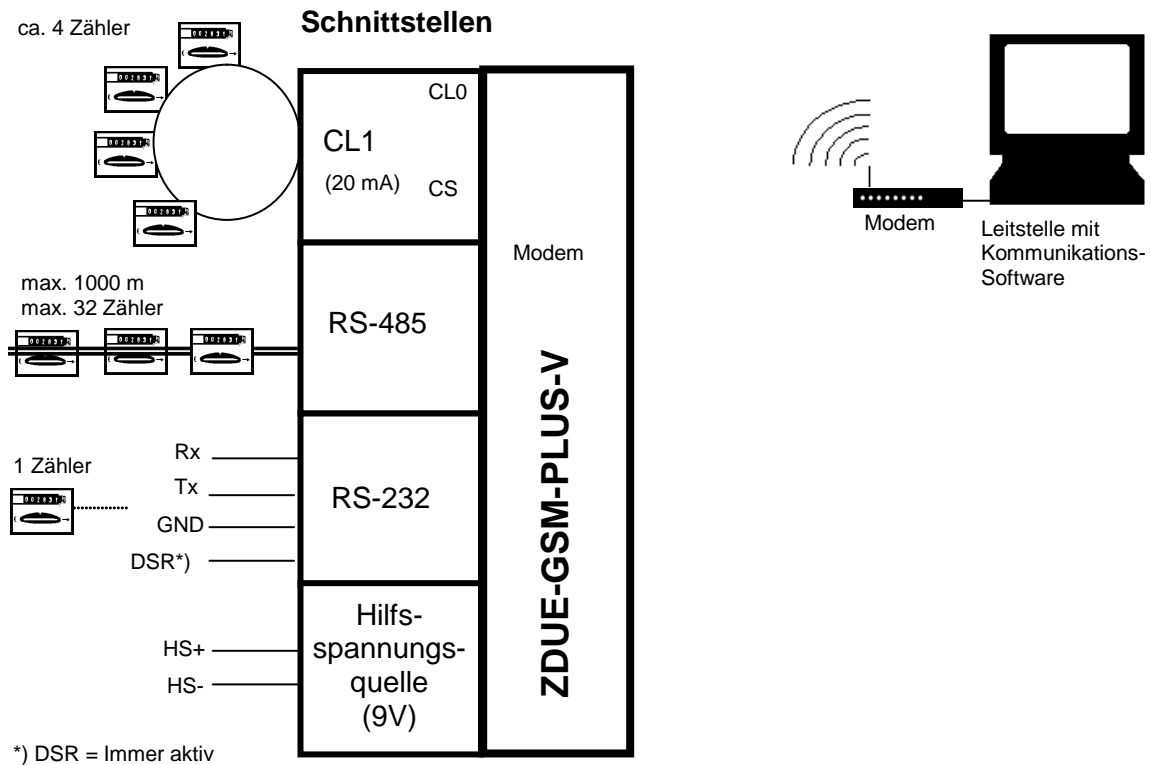 Schnittstellen
ca. 4 Zähler
CL0
CL1
(20 mA)
CS
Modem
max. 1000 m
max. 32 Zähler
RS-485
1 Zähler
Rx
Tx
GND
DSR*)
RS-232
HS+
HS-
Hilfs-
spannungs-
quelle
(9V)
ZDUE-GSM-PLUS-V
*) DSR = Immer aktiv
Modem
Leitstelle mit
Kommunikations-
Software